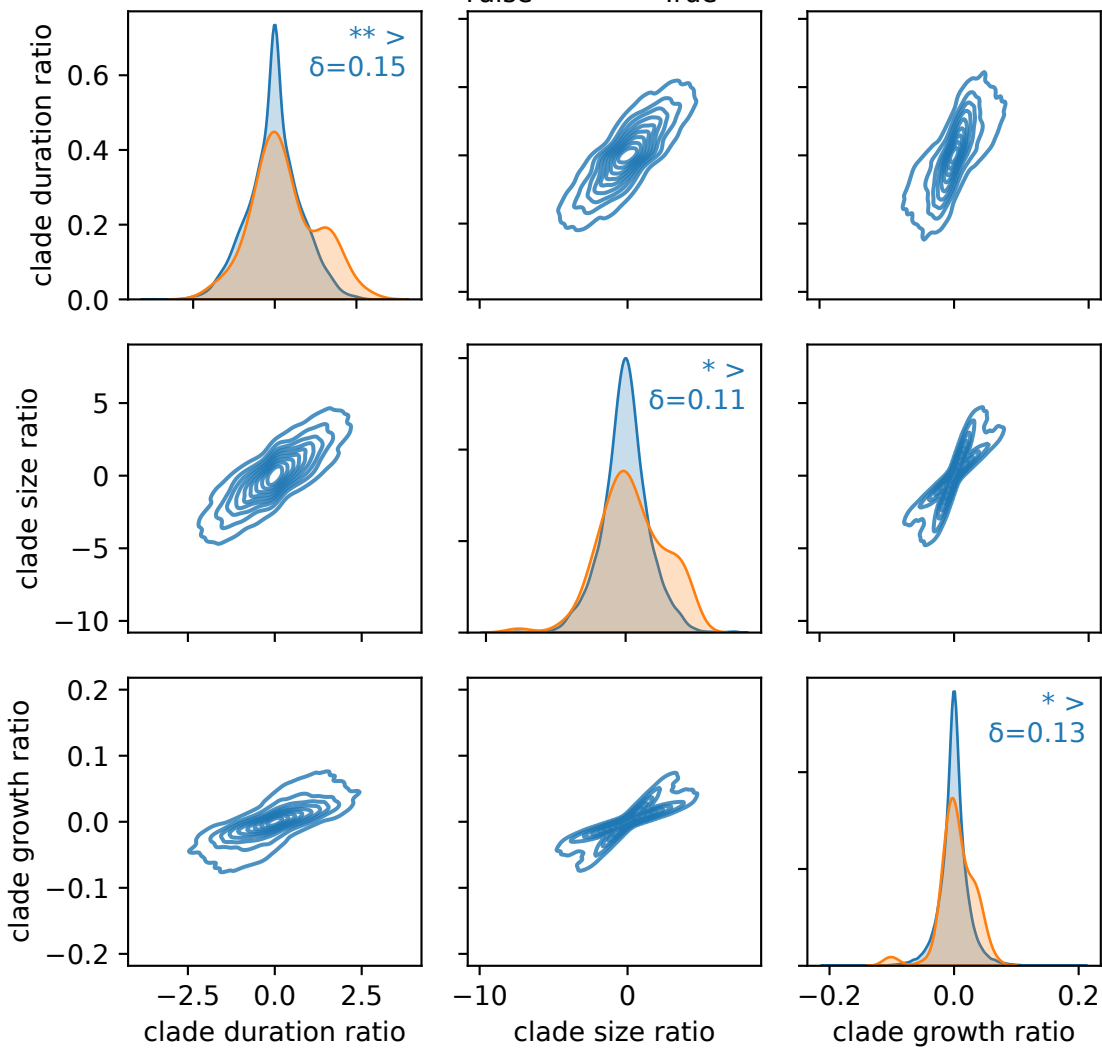 clade duration ratio
0.6
0.4
0.2
0.0
** >
δ=0.15
clade size ratio
5
0
−5
−10
* >
δ=0.11
clade growth ratio
0.2
0.1
0.0
−0.1
−0.2
* >
δ=0.13
−2.5 0.0 2.5
−10 0
−0.2 0.0 0.2
clade duration ratio
clade size ratio
clade growth ratio